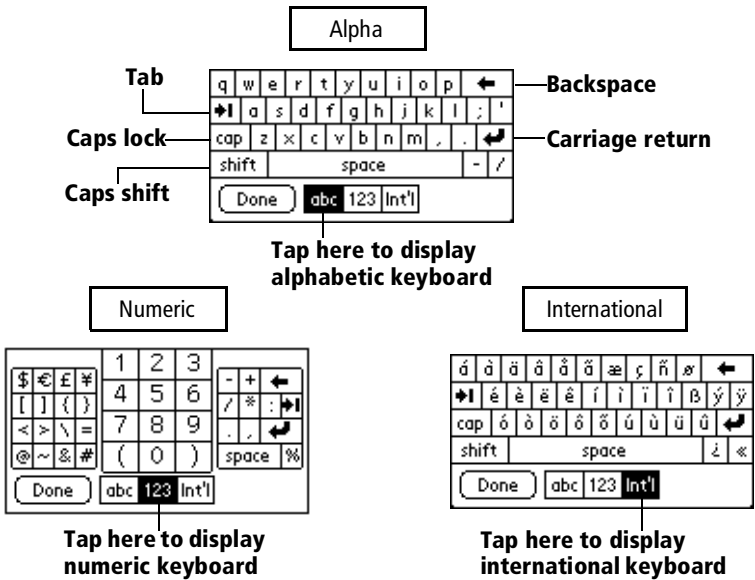 Alpha
Tab
Backspace
Caps lock
Carriage return
Caps shift
q w e r t y u i o p
a s d f g h j k l ; '
cap z x c v b n m , .
shift space - /
Done abc 123 Int'l
Tap here to display
alphabetic keyboard
Numeric
1 2 3
$ € £ ¥ 4 5 6 - +
[ ] { } 7 8 9 / * :
< > \ = ( 0 ) . ,
@ ~ & # space %
Done abc 123 Int'l
Tap here to display
numeric keyboard
International
á à ä â å ã æ ç ñ ø
é è ë ê í ì ï î ß ý ÿ
cap ó ò ö ô õ ú ù ü û
shift space ¿ «
Done abc 123 Int'l
Tap here to display
international keyboard